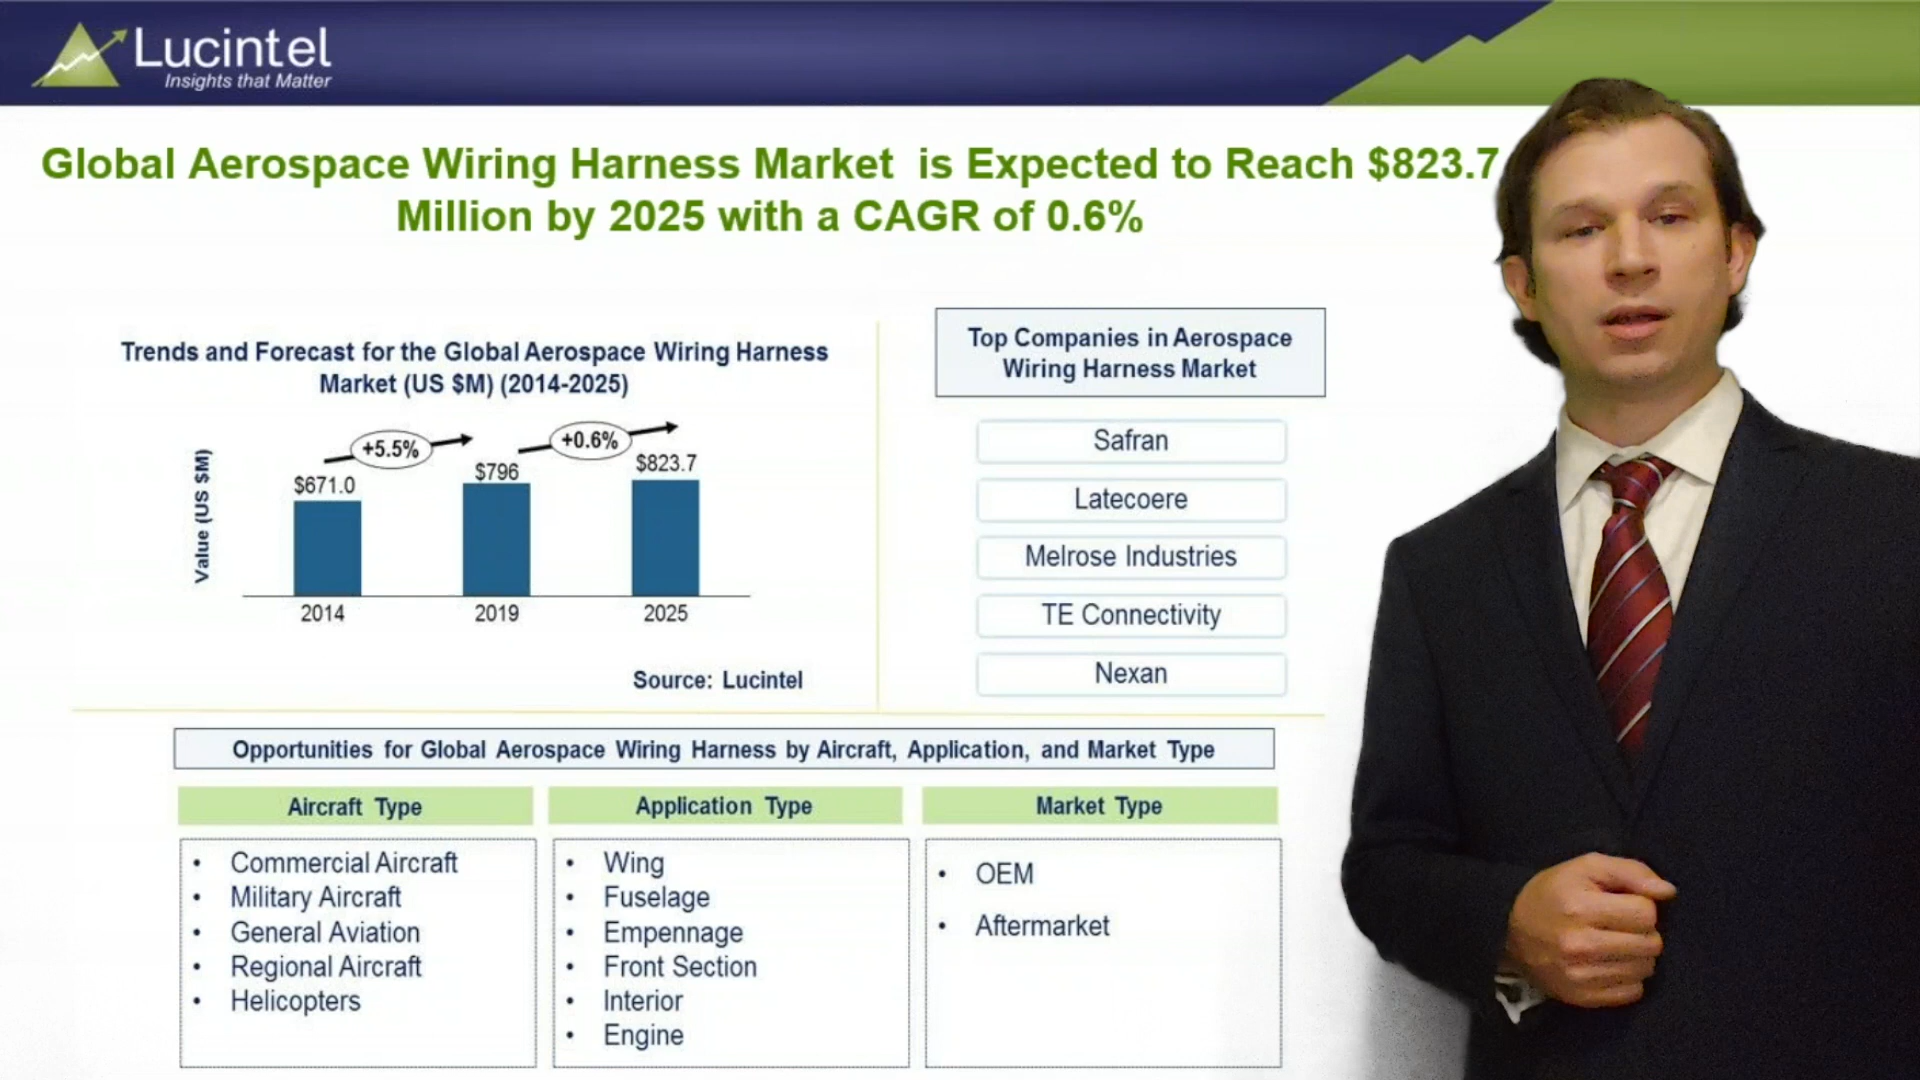 Lucintel
Insights that Matter
Global Aerospace Wiring Harness Market is Expected to Reach $823.7
Million by 2025 with a CAGR of 0.6%
Trends and Forecast for the Global Aerospace Wiring Harness
Market (US $M) (2014-2025)
Value (US $M)
+5.5%
+0.6%
$671.0
$796
$823.7
2014
2019
2025
Source: Lucintel
Top Companies in Aerospace
Wiring Harness Market
Safran
Latecoere
Melrose Industries
TE Connectivity
Nexan
Opportunities for Global Aerospace Wiring Harness by Aircraft, Application, and Market Type
Aircraft Type
• Commercial Aircraft
• Military Aircraft
• General Aviation
• Regional Aircraft
• Helicopters
Application Type
• Wing
• Fuselage
• Empennage
• Front Section
• Interior
• Engine
Market Type
• OEM
• Aftermarket